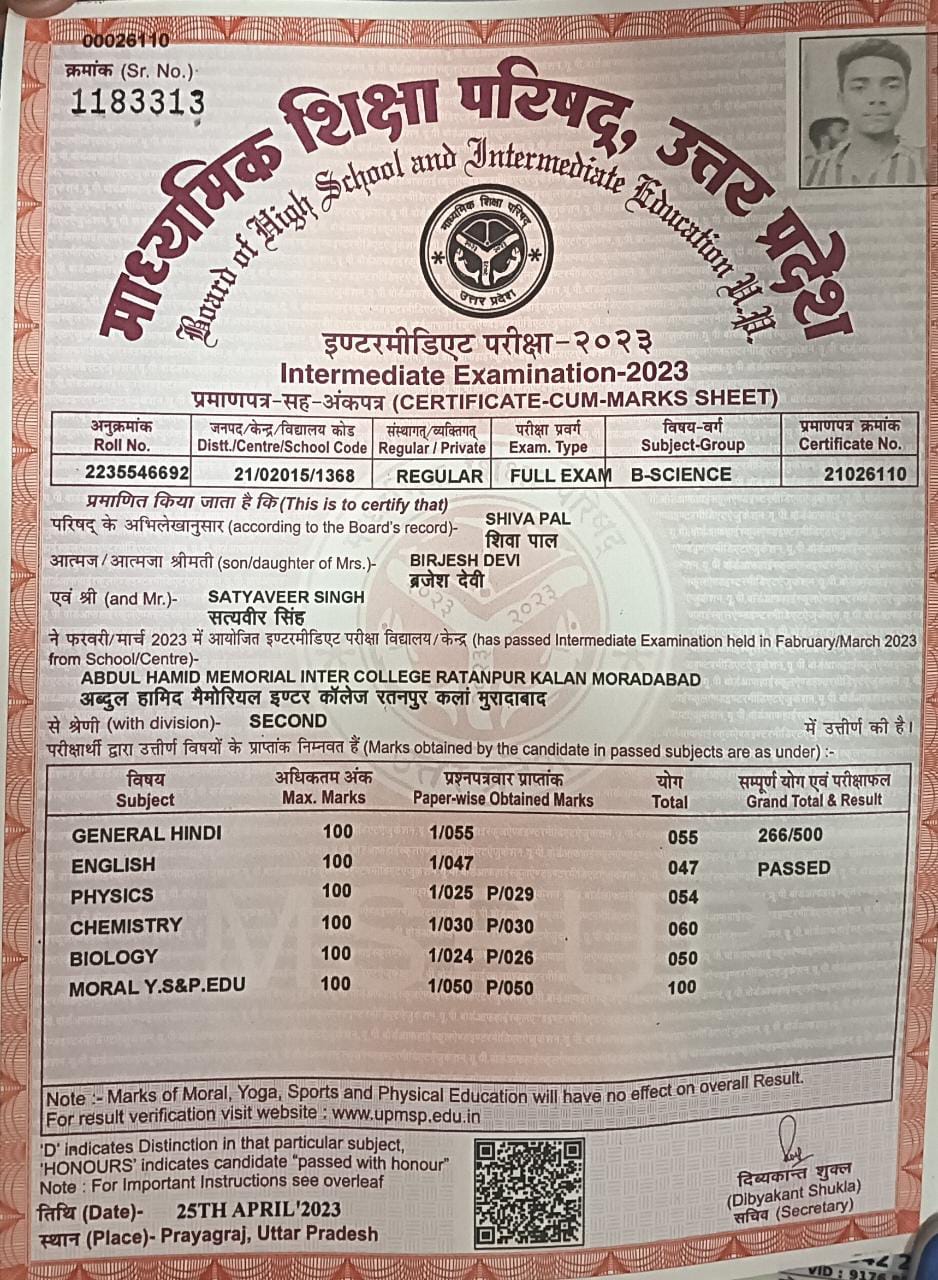 00026110
क्रमांक (Sr. No.)-
1183313
माध्यमिक शिक्षा परिषद्, उत्तर प्रदेश
Board of High School and Intermediate Education U.P.
माध्यमिक शिक्षा परिषद्
उत्तर प्रदेश
इण्टरमीडिएट परीक्षा-२०२३
Intermediate Examination-2023
प्रमाणपत्र-सह-अंकपत्र (CERTIFICATE-CUM-MARKS SHEET)
अनुक्रमांक जनपद/केन्द्र/विद्यालय कोड संस्थागत/व्यक्तिगत परीक्षा प्रवर्ग विषय-वर्ग प्रमाणपत्र क्रमांक
Roll No. Distt./Centre/School Code Regular / Private Exam. Type Subject-Group Certificate No.
2235546692 21/02015/1368 REGULAR FULL EXAM B-SCIENCE 21026110
प्रमाणित किया जाता है कि (This is to certify that)
परिषद् के अभिलेखानुसार (according to the Board's record)- SHIVA PAL
शिवा पाल
आत्मज/आत्मजा श्रीमती (son/daughter of Mrs.)- BIRJESH DEVI
ब्रजेश देवी
एवं श्री (and Mr.)- SATYAVEER SINGH
सत्यवीर सिंह
ने फरवरी/मार्च 2023 में आयोजित इण्टरमीडिएट परीक्षा विद्यालय/केन्द्र (has passed Intermediate Examination held in Fabruary/March 2023
from School/Centre)-
ABDUL HAMID MEMORIAL INTER COLLEGE RATANPUR KALAN MORADABAD
अब्दुल हामिद मैमोरियल इण्टर कॉलेज रतनपुर कलां मुरादाबाद
से श्रेणी (with division)- SECOND में उत्तीर्ण की है।
परीक्षार्थी द्वारा उत्तीर्ण विषयों के प्राप्तांक निम्नवत हैं (Marks obtained by the candidate in passed subjects are as under) :-
विषय अधिकतम अंक प्रश्नपत्रवार प्राप्तांक योग सम्पूर्ण योग एवं परीक्षाफल
Subject Max. Marks Paper-wise Obtained Marks Total Grand Total & Result
GENERAL HINDI 100 1/055 055 266/500
ENGLISH 100 1/047 047 PASSED
PHYSICS 100 1/025 P/029 054
CHEMISTRY 100 1/030 P/030 060
BIOLOGY 100 1/024 P/026 050
MORAL Y.S&P.EDU 100 1/050 P/050 100
Note :- Marks of Moral, Yoga, Sports and Physical Education will have no effect on overall Result.
For result verification visit website : www.upmsp.edu.in
'D' indicates Distinction in that particular subject,
'HONOURS' indicates candidate "passed with honour"
Note : For Important Instructions see overleaf
तिथि (Date)- 25TH APRIL'2023
स्थान (Place)- Prayagraj, Uttar Pradesh
दिब्यकान्त शुक्ल
(Dibyakant Shukla)
सचिव (Secretary)
VID :